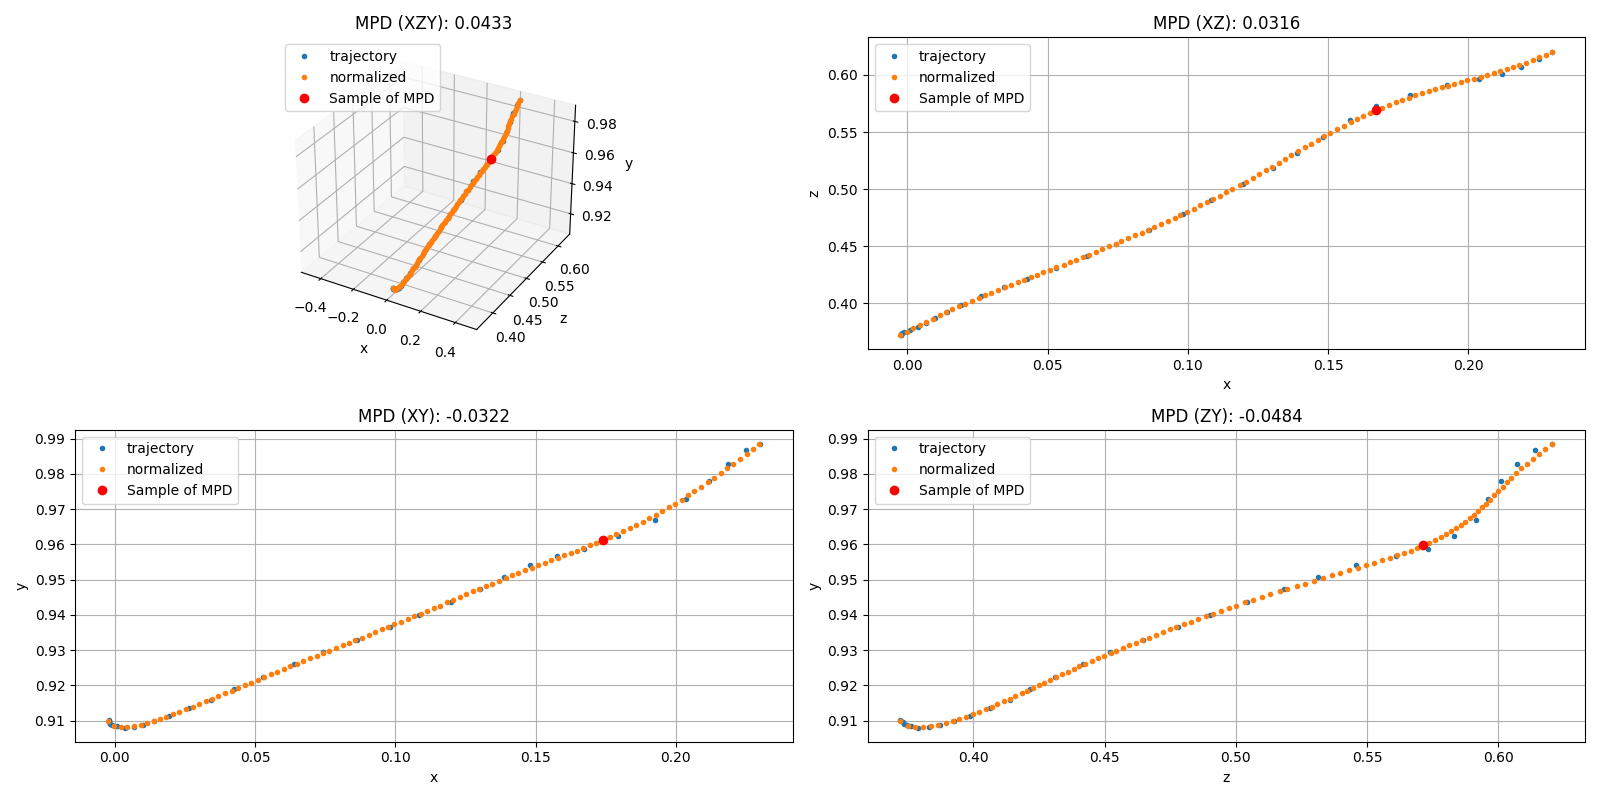 MPD (XZY): 0.0433
trajectory
normalized
Sample of MPD
0.98
0.96
0.94
0.92
y
0.60
0.55
0.50
0.45
0.40
z
−0.4
−0.2
0.0
0.2
0.4
x
MPD (XZ): 0.0316
trajectory
normalized
Sample of MPD
0.60
0.55
0.50
0.45
0.40
z
0.00 0.05 0.10 0.15 0.20
x
MPD (XY): -0.0322
trajectory
normalized
Sample of MPD
0.99
0.98
0.97
0.96
0.95
0.94
0.93
0.92
0.91
y
0.00 0.05 0.10 0.15 0.20
x
MPD (ZY): -0.0484
trajectory
normalized
Sample of MPD
0.99
0.98
0.97
0.96
0.95
0.94
0.93
0.92
0.91
y
0.40 0.45 0.50 0.55 0.60
z